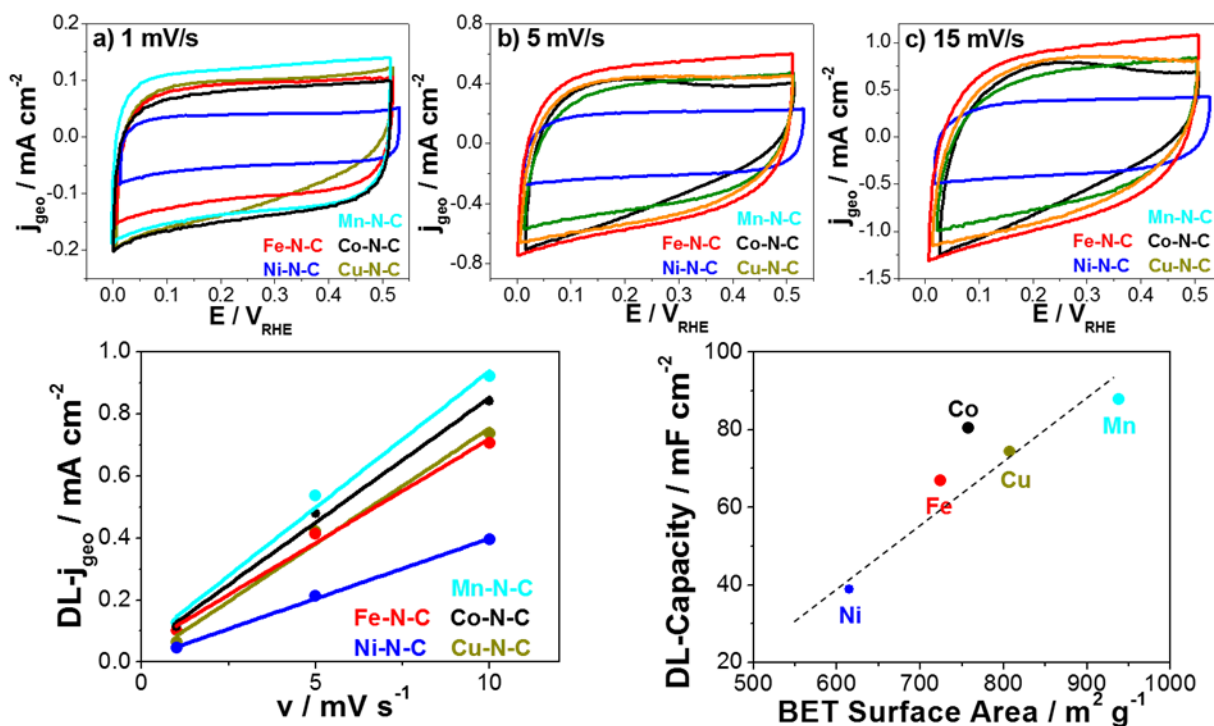 a) 1 mV/s
j_geo / mA cm⁻²
0.2
0.1
0.0
-0.1
-0.2
Mn-N-C
Fe-N-C Co-N-C
Ni-N-C Cu-N-C
0.0 0.1 0.2 0.3 0.4 0.5
E / V_RHE
b) 5 mV/s
j_geo / mA cm⁻²
0.8
0.4
0.0
-0.4
-0.8
Mn-N-C
Fe-N-C Co-N-C
Ni-N-C Cu-N-C
0.0 0.1 0.2 0.3 0.4 0.5
E / V_RHE
c) 15 mV/s
j_geo / mA cm⁻²
1.0
0.5
0.0
-0.5
-1.0
-1.5
Mn-N-C
Fe-N-C Co-N-C
Ni-N-C Cu-N-C
0.0 0.1 0.2 0.3 0.4 0.5
E / V_RHE
DL-j_geo / mA cm⁻²
1.0
0.8
0.6
0.4
0.2
0.0
Mn-N-C
Fe-N-C Co-N-C
Ni-N-C Cu-N-C
0 5 10
v / mV s⁻¹
DL-Capacity / mF cm⁻²
100
80
60
40
20
Co
Mn
Fe
Cu
Ni
500 600 700 800 900 1000
BET Surface Area / m² g⁻¹